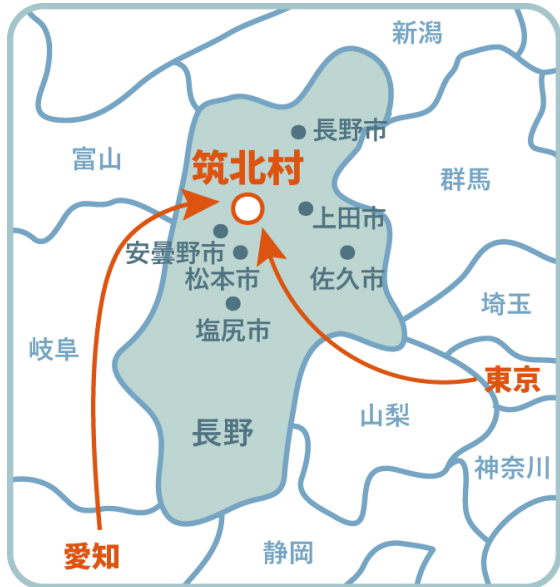 新潟
長野市
富山
筑北村
群馬
上田市
安曇野市
松本市
佐久市
塩尻市
埼玉
岐阜
東京
山梨
長野
神奈川
愛知
静岡